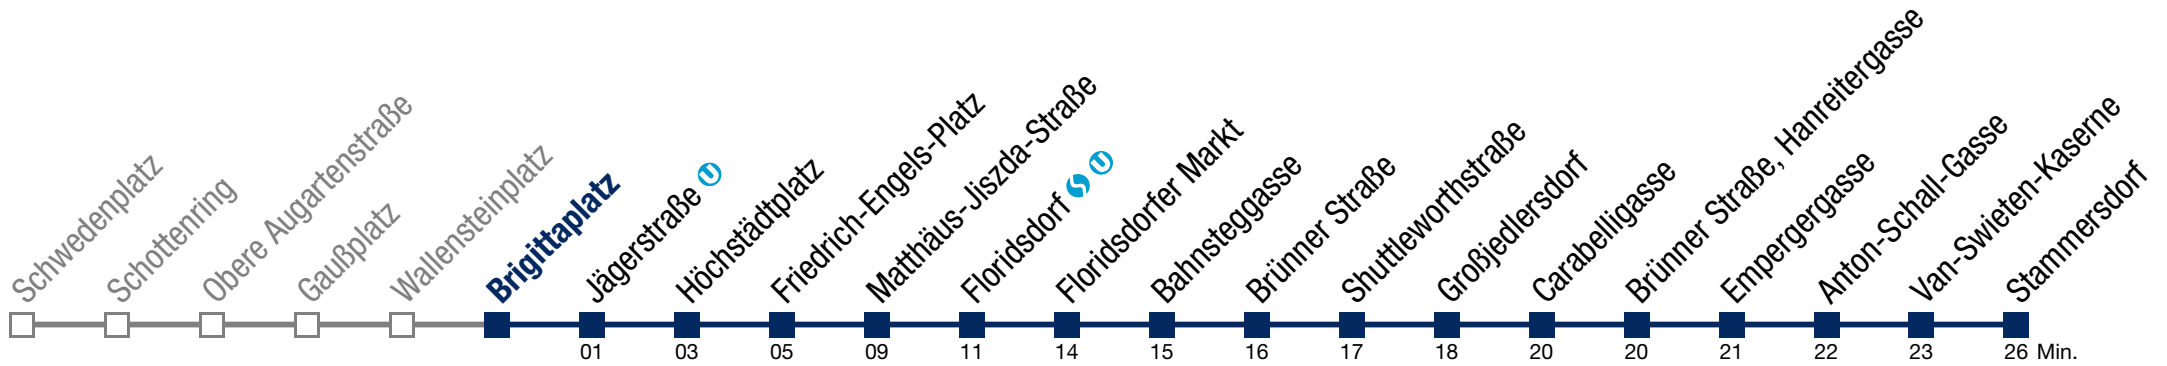 Schwedenplatz
Schottenring
Obere Augartenstraße
Gaußplatz
Wallensteinplatz
Brigittaplatz
Jägerstraße U
Höchstädtplatz
Friedrich-Engels-Platz
Matthäus-Jiszda-Straße
Floridsdorf S U
Floridsdorfer Markt
Bahnsteggasse
Brünner Straße
Shuttleworthstraße
Großjedlersdorf
Carabelligasse
Brünner Straße, Hanreitergasse
Empergergasse
Anton-Schall-Gasse
Van-Swieten-Kaserne
Stammersdorf
01 03 05 09 11 14 15 16 17 18 20 20 21 22 23 26 Min.